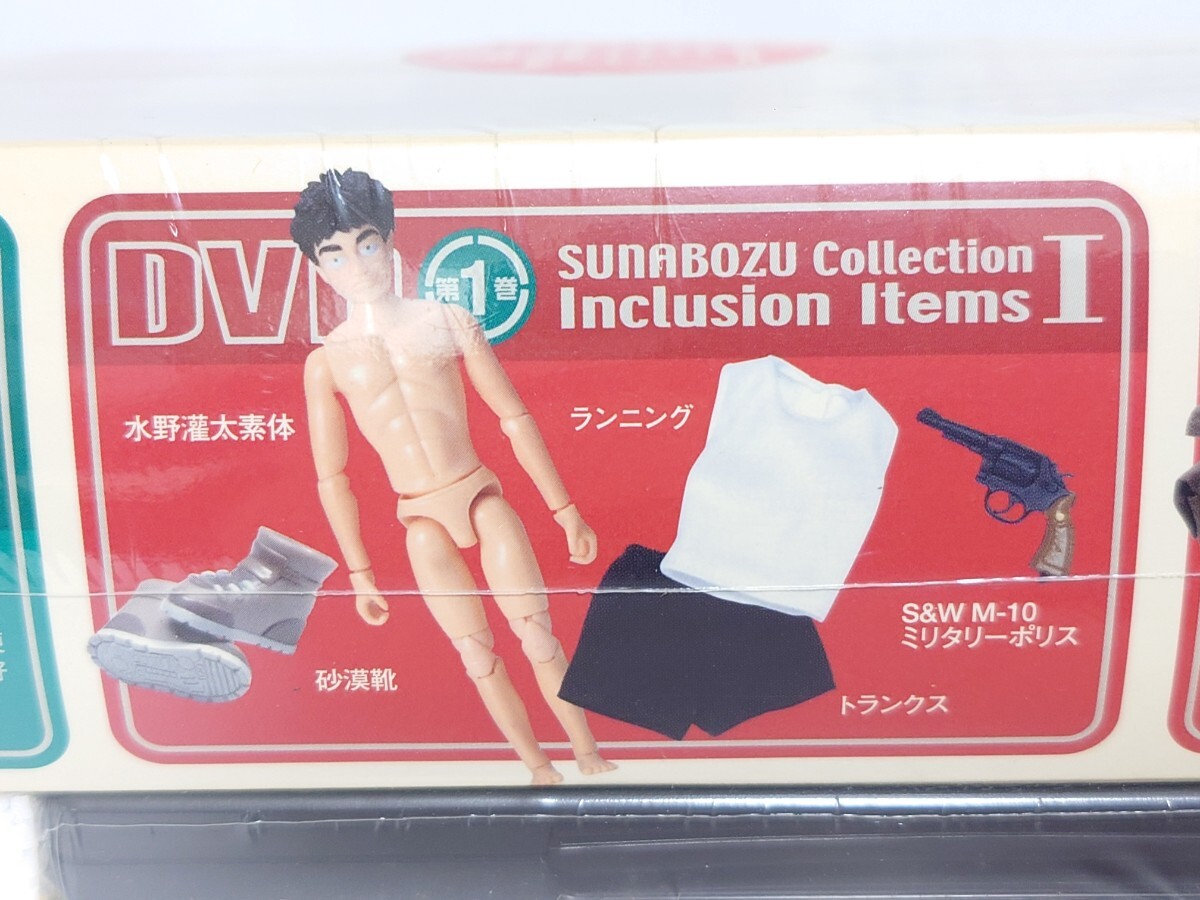 DVD
第1巻
SUNABOZU Collection
Inclusion Items I
水野灌太素体
ランニング
S&W M-10
ミリタリーポリス
砂漠靴
トランクス